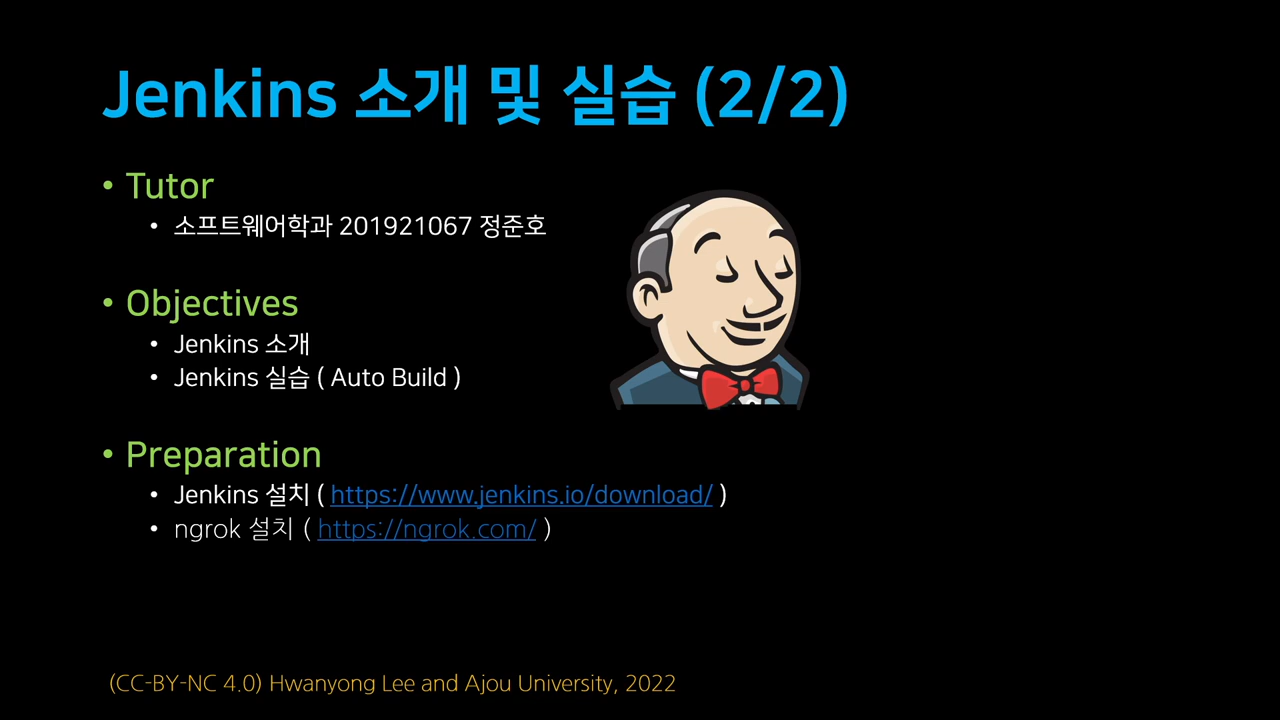 Jenkins 소개 및 실습 (2/2)
• Tutor
• 소프트웨어학과 201921067 정준호
• Objectives
• Jenkins 소개
• Jenkins 실습 ( Auto Build )
• Preparation
• Jenkins 설치 ( https://www.jenkins.io/download/ )
• ngrok 설치 ( https://ngrok.com/ )
(CC-BY-NC 4.0) Hwanyong Lee and Ajou University, 2022